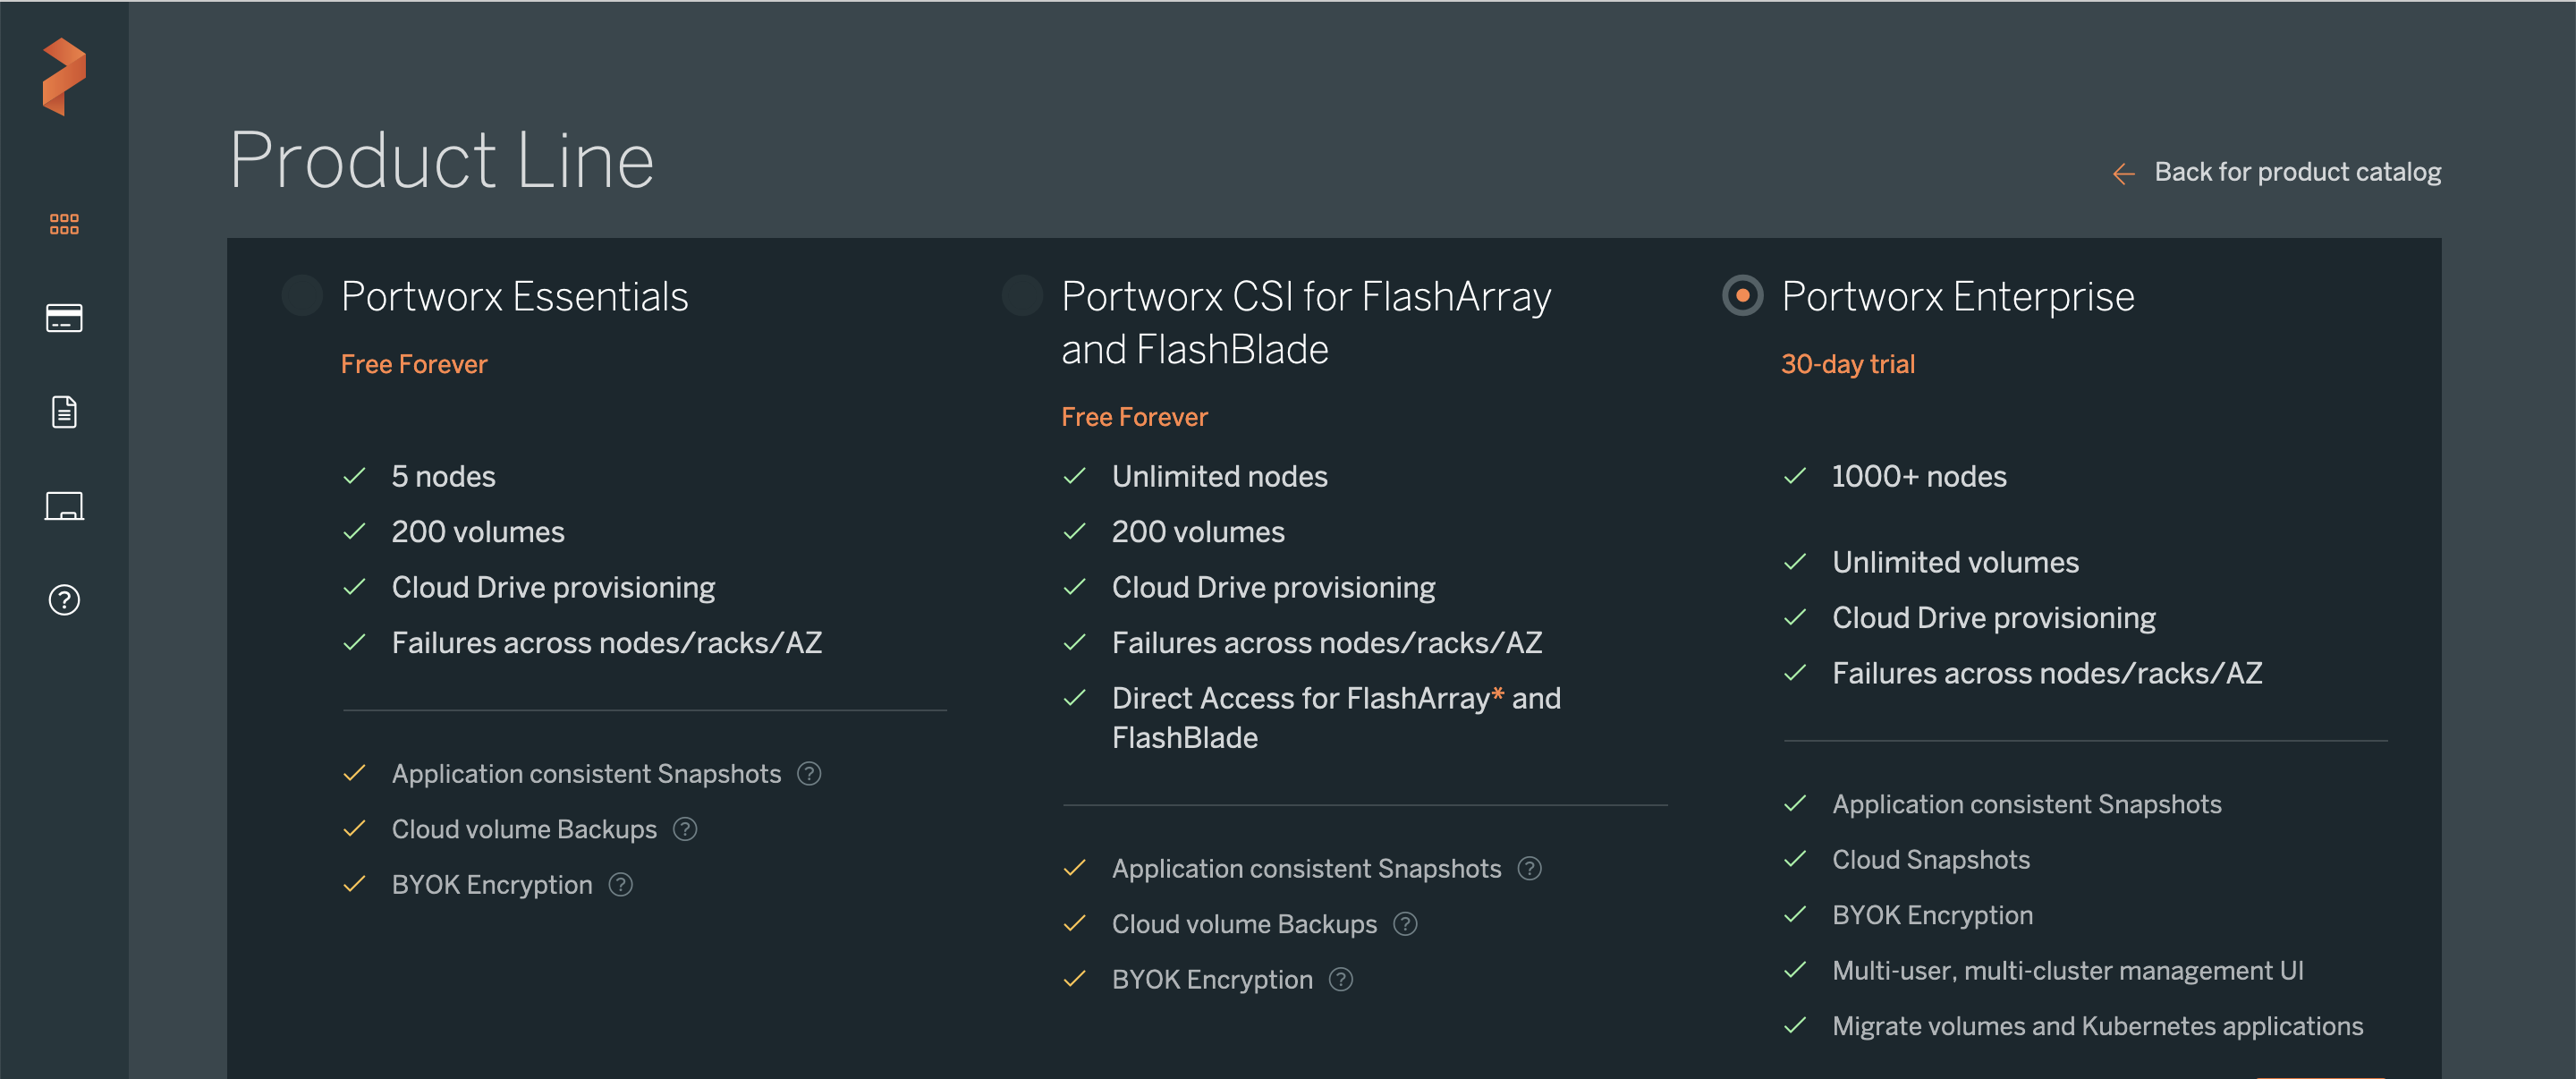 Product Line
Back for product catalog
Portworx Essentials
Free Forever
5 nodes
200 volumes
Cloud Drive provisioning
Failures across nodes/racks/AZ
Application consistent Snapshots
Cloud volume Backups
BYOK Encryption
Portworx CSI for FlashArray
and FlashBlade
Free Forever
Unlimited nodes
200 volumes
Cloud Drive provisioning
Failures across nodes/racks/AZ
Direct Access for FlashArray* and
FlashBlade
Application consistent Snapshots
Cloud volume Backups
BYOK Encryption
Portworx Enterprise
30-day trial
1000+ nodes
Unlimited volumes
Cloud Drive provisioning
Failures across nodes/racks/AZ
Application consistent Snapshots
Cloud Snapshots
BYOK Encryption
Multi-user, multi-cluster management UI
Migrate volumes and Kubernetes applications